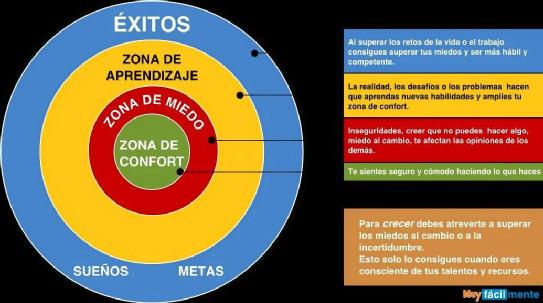 ÉXITOS
ZONA DE
APRENDIZAJE
ZONA DE MIEDO
ZONA DE
CONFORT
SUEÑOS METAS
Al superar los retos de la vida o el trabajo
consigues superar tus miedos y ser más hábil y
competente.
La realidad, los desafíos o los problemas hacen
que aprendas nuevas habilidades y amplíes tu
zona de confort.
Inseguridades, creer que no puedes hacer algo,
miedo al cambio, te afectan las opiniones de los
demás.
Te sientes seguro y cómodo haciendo lo que haces
Para crecer debes atreverte a superar
los miedos al cambio o a la
incertidumbre.
Esto solo lo consigues cuando eres
consciente de tus talentos y recursos.
Muy fácil mente